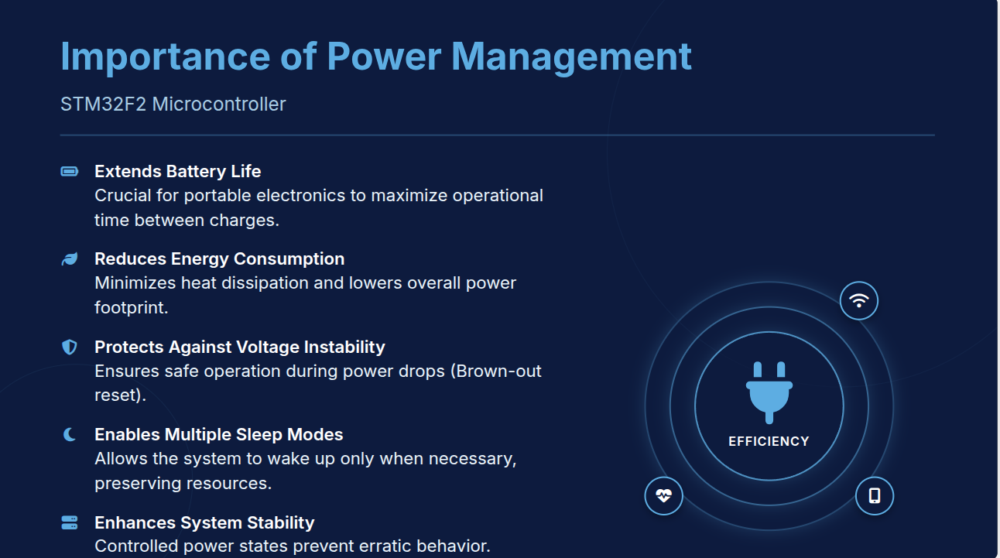 Importance of Power Management
STM32F2 Microcontroller
Extends Battery Life
Crucial for portable electronics to maximize operational
time between charges.
Reduces Energy Consumption
Minimizes heat dissipation and lowers overall power
footprint.
Protects Against Voltage Instability
Ensures safe operation during power drops (Brown-out
reset).
Enables Multiple Sleep Modes
Allows the system to wake up only when necessary,
preserving resources.
Enhances System Stability
Controlled power states prevent erratic behavior.
EFFICIENCY